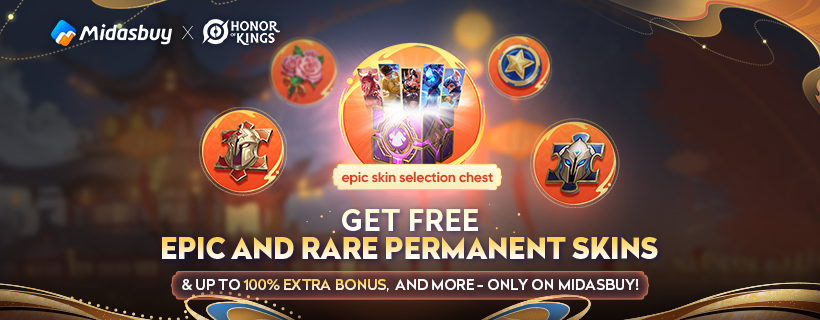 Midasbuy X HONOR OF KINGS
epic skin selection chest
GET FREE
EPIC AND RARE PERMANENT SKINS
& UP TO 100% EXTRA BONUS, AND MORE - ONLY ON MIDASBUY!